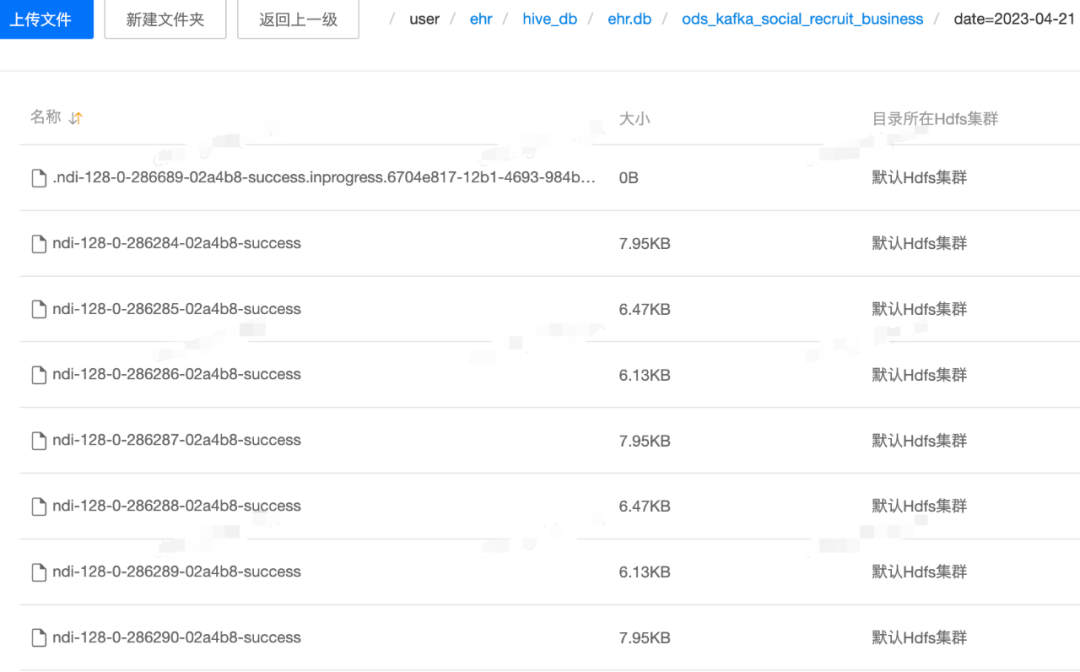 上传文件 新建文件夹 返回上一级 / user / ehr / hive_db / ehr.db / ods_kafka_social_recruit_business / date=2023-04-21
名称 大小 目录所在Hdfs集群
.ndi-128-0-286689-02a4b8-success.inprogress.6704e817-12b1-4693-984b... 0B 默认Hdfs集群
ndi-128-0-286284-02a4b8-success 7.95KB 默认Hdfs集群
ndi-128-0-286285-02a4b8-success 6.47KB 默认Hdfs集群
ndi-128-0-286286-02a4b8-success 6.13KB 默认Hdfs集群
ndi-128-0-286287-02a4b8-success 7.95KB 默认Hdfs集群
ndi-128-0-286288-02a4b8-success 6.47KB 默认Hdfs集群
ndi-128-0-286289-02a4b8-success 6.13KB 默认Hdfs集群
ndi-128-0-286290-02a4b8-success 7.95KB 默认Hdfs集群